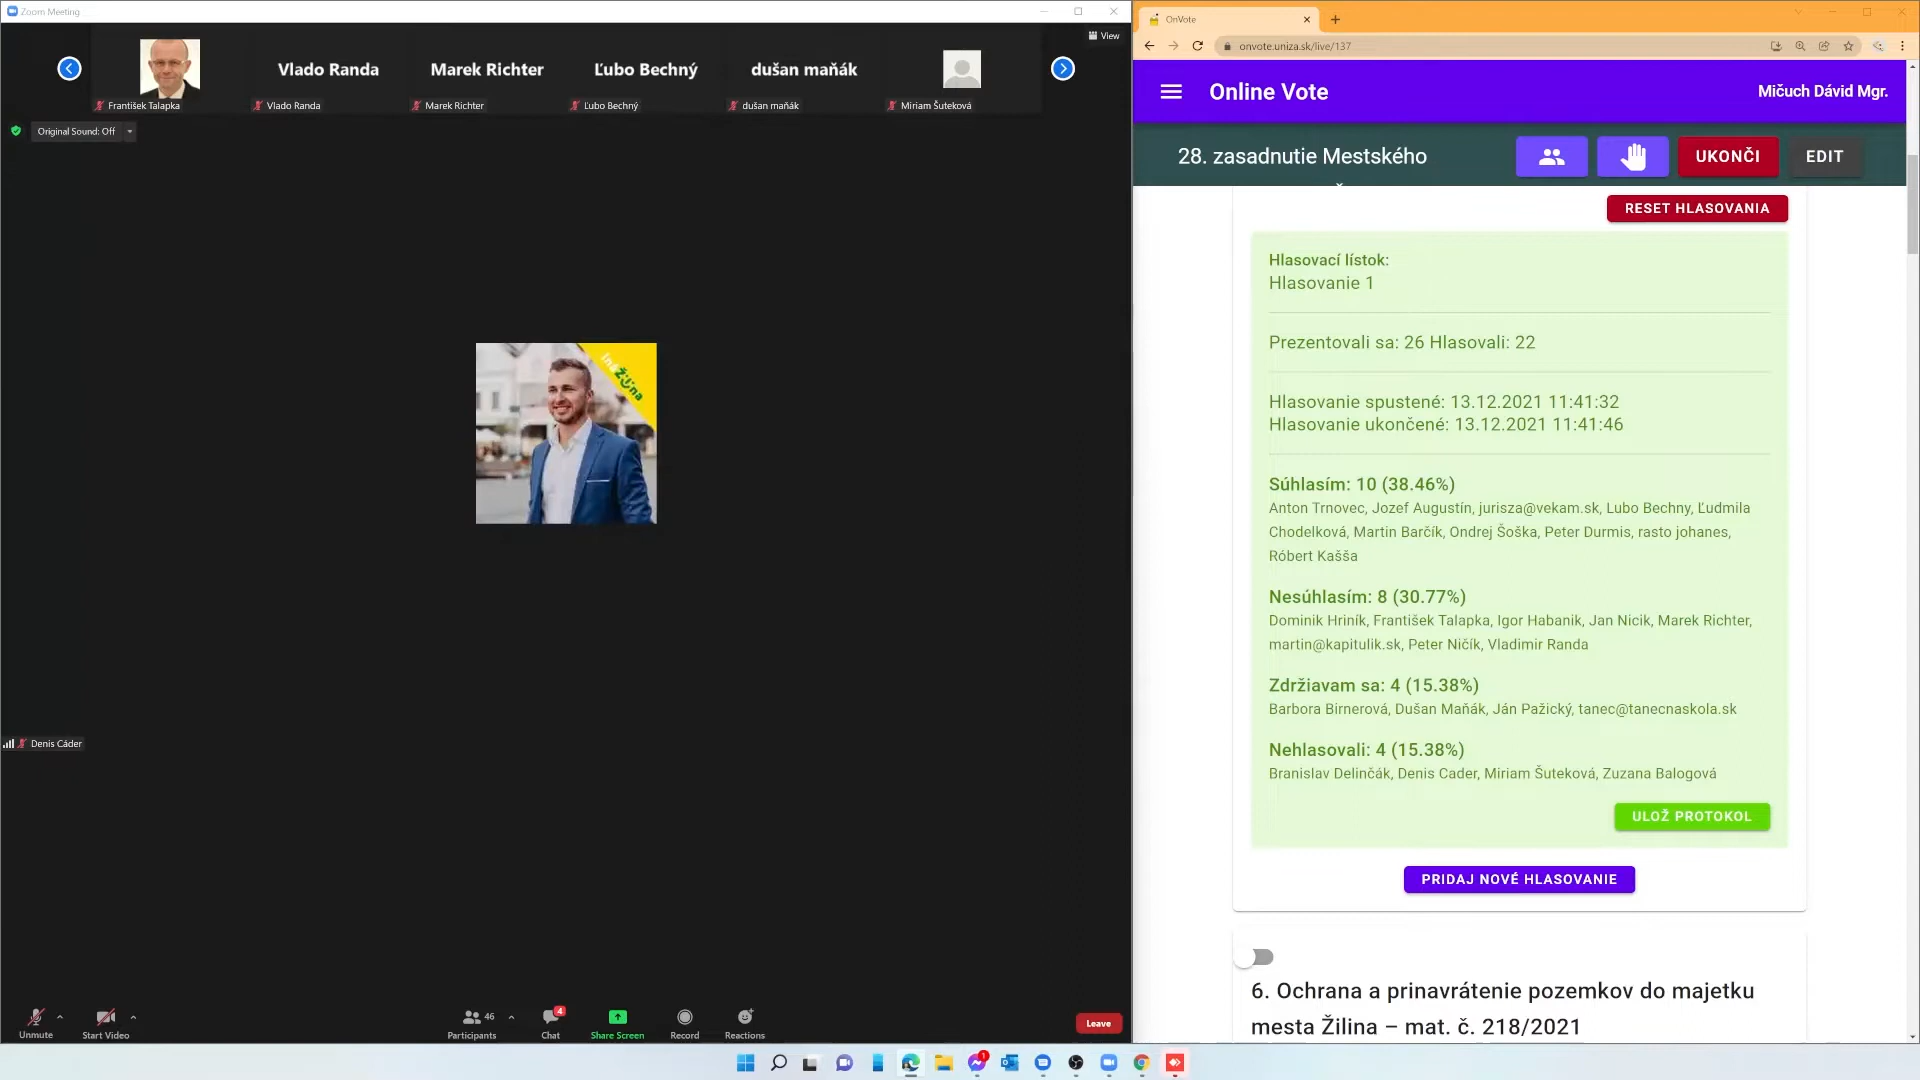 Zoom Meeting
View
Vlado Randa
Marek Richter
Ľubo Bechný
dušan maňák
František Talapka
Vlado Randa
Marek Richter
Ľubo Bechný
dušan maňák
Miriam Šuteková
Original Sound: Off
Iná Žilina
Denis Cáder
Unmute
Start Video
46
Participants
4
Chat
Share Screen
Record
Reactions
Leave
OnVote
onvote.uniza.sk/live/137
Online Vote
Mičuch Dávid Mgr.
28. zasadnutie Mestského
UKONČI
EDIT
RESET HLASOVANIA
Hlasovací lístok:
Hlasovanie 1
Prezentovali sa: 26 Hlasovali: 22
Hlasovanie spustené: 13.12.2021 11:41:32
Hlasovanie ukončené: 13.12.2021 11:41:46
Súhlasím: 10 (38.46%)
Anton Trnovec, Jozef Augustín, jurisza@vekam.sk, Lubo Bechny, Ľudmila
Chodelková, Martin Barčík, Ondrej Šoška, Peter Durmis, rasto johanes,
Róbert Kašša
Nesúhlasím: 8 (30.77%)
Dominik Hriník, František Talapka, Igor Habanik, Jan Nicik, Marek Richter,
martin@kapitulik.sk, Peter Ničík, Vladimir Randa
Zdržiavam sa: 4 (15.38%)
Barbora Birnerová, Dušan Maňák, Ján Pažický, tanec@tanecnaskola.sk
Nehlasovali: 4 (15.38%)
Branislav Delinčák, Denis Cader, Miriam Šuteková, Zuzana Balogová
ULOŽ PROTOKOL
PRIDAJ NOVÉ HLASOVANIE
6. Ochrana a prinavrátenie pozemkov do majetku
mesta Žilina – mat. č. 218/2021
1